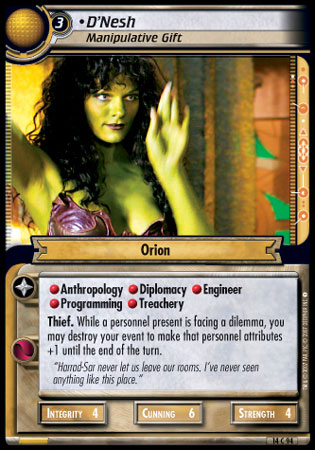 3 • D'Nesh
Manipulative Gift
Orion
Anthropology Diplomacy Engineer
Programming Treachery
Thief. While a personnel present is facing a dilemma, you
may destroy your event to make that personnel attributes
+1 until the end of the turn.
"Harrad-Sar never let us leave our rooms. I've never seen
anything like this place."
INTEGRITY 4 CUNNING 6 STRENGTH 4
14 C 94